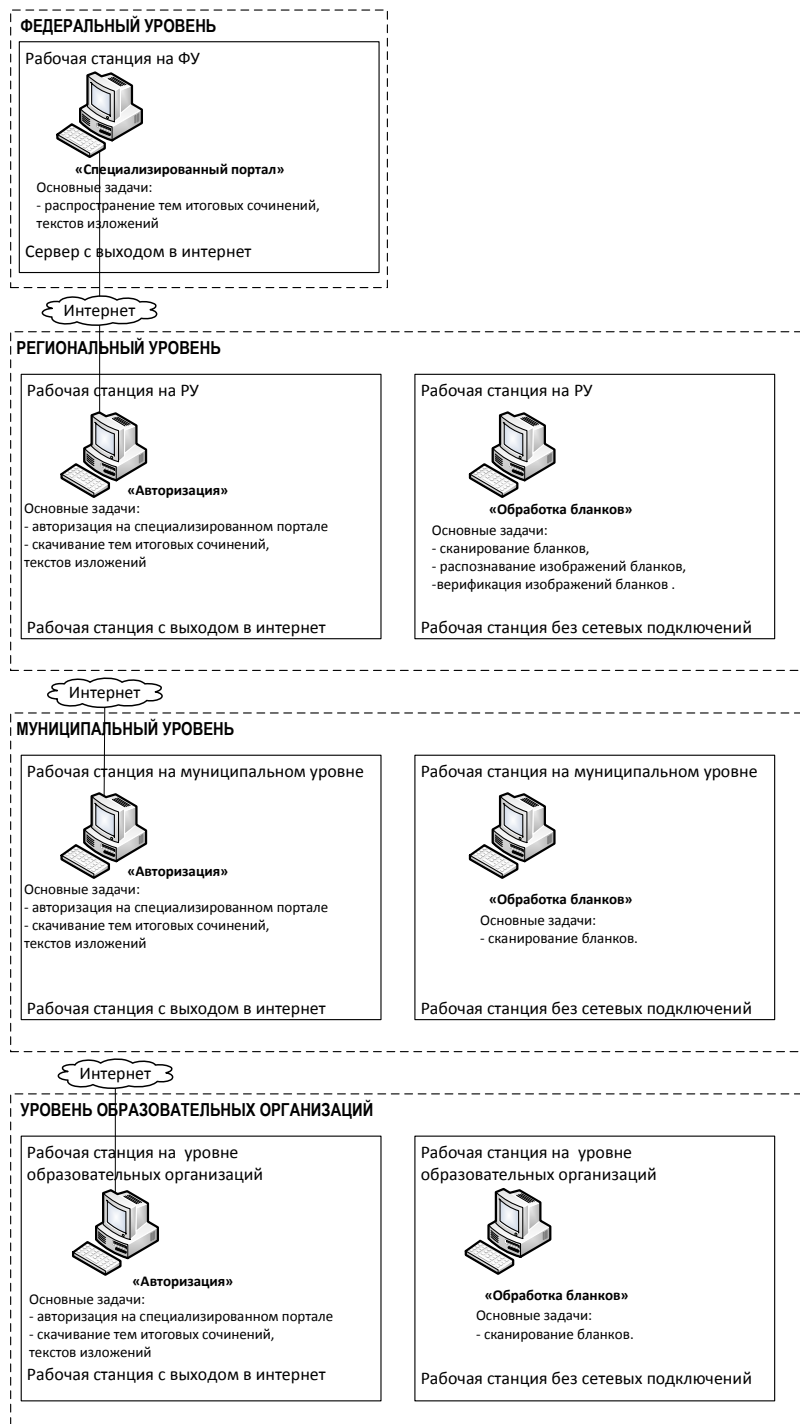 ФЕДЕРАЛЬНЫЙ УРОВЕНЬ
Рабочая станция на ФУ
«Специализированный портал»
Основные задачи:
- распространение тем итоговых сочинений,
текстов изложений
Сервер с выходом в интернет
Интернет
РЕГИОНАЛЬНЫЙ УРОВЕНЬ
Рабочая станция на РУ
«Авторизация»
Основные задачи:
- авторизация на специализированном портале
- скачивание тем итоговых сочинений,
текстов изложений
Рабочая станция с выходом в интернет
Рабочая станция на РУ
«Обработка бланков»
Основные задачи:
- сканирование бланков,
- распознавание изображений бланков,
-верификация изображений бланков .
Рабочая станция без сетевых подключений
Интернет
МУНИЦИПАЛЬНЫЙ УРОВЕНЬ
Рабочая станция на муниципальном уровне
«Авторизация»
Основные задачи:
- авторизация на специализированном портале
- скачивание тем итоговых сочинений,
текстов изложений
Рабочая станция с выходом в интернет
Рабочая станция на муниципальном уровне
«Обработка бланков»
Основные задачи:
- сканирование бланков.
Рабочая станция без сетевых подключений
Интернет
УРОВЕНЬ ОБРАЗОВАТЕЛЬНЫХ ОРГАНИЗАЦИЙ
Рабочая станция на  уровне
образовательных организаций
«Авторизация»
Основные задачи:
- авторизация на специализированном портале
- скачивание тем итоговых сочинений,
текстов изложений
Рабочая станция с выходом в интернет
Рабочая станция на  уровне
образовательных организаций
«Обработка бланков»
Основные задачи:
- сканирование бланков.
Рабочая станция без сетевых подключений